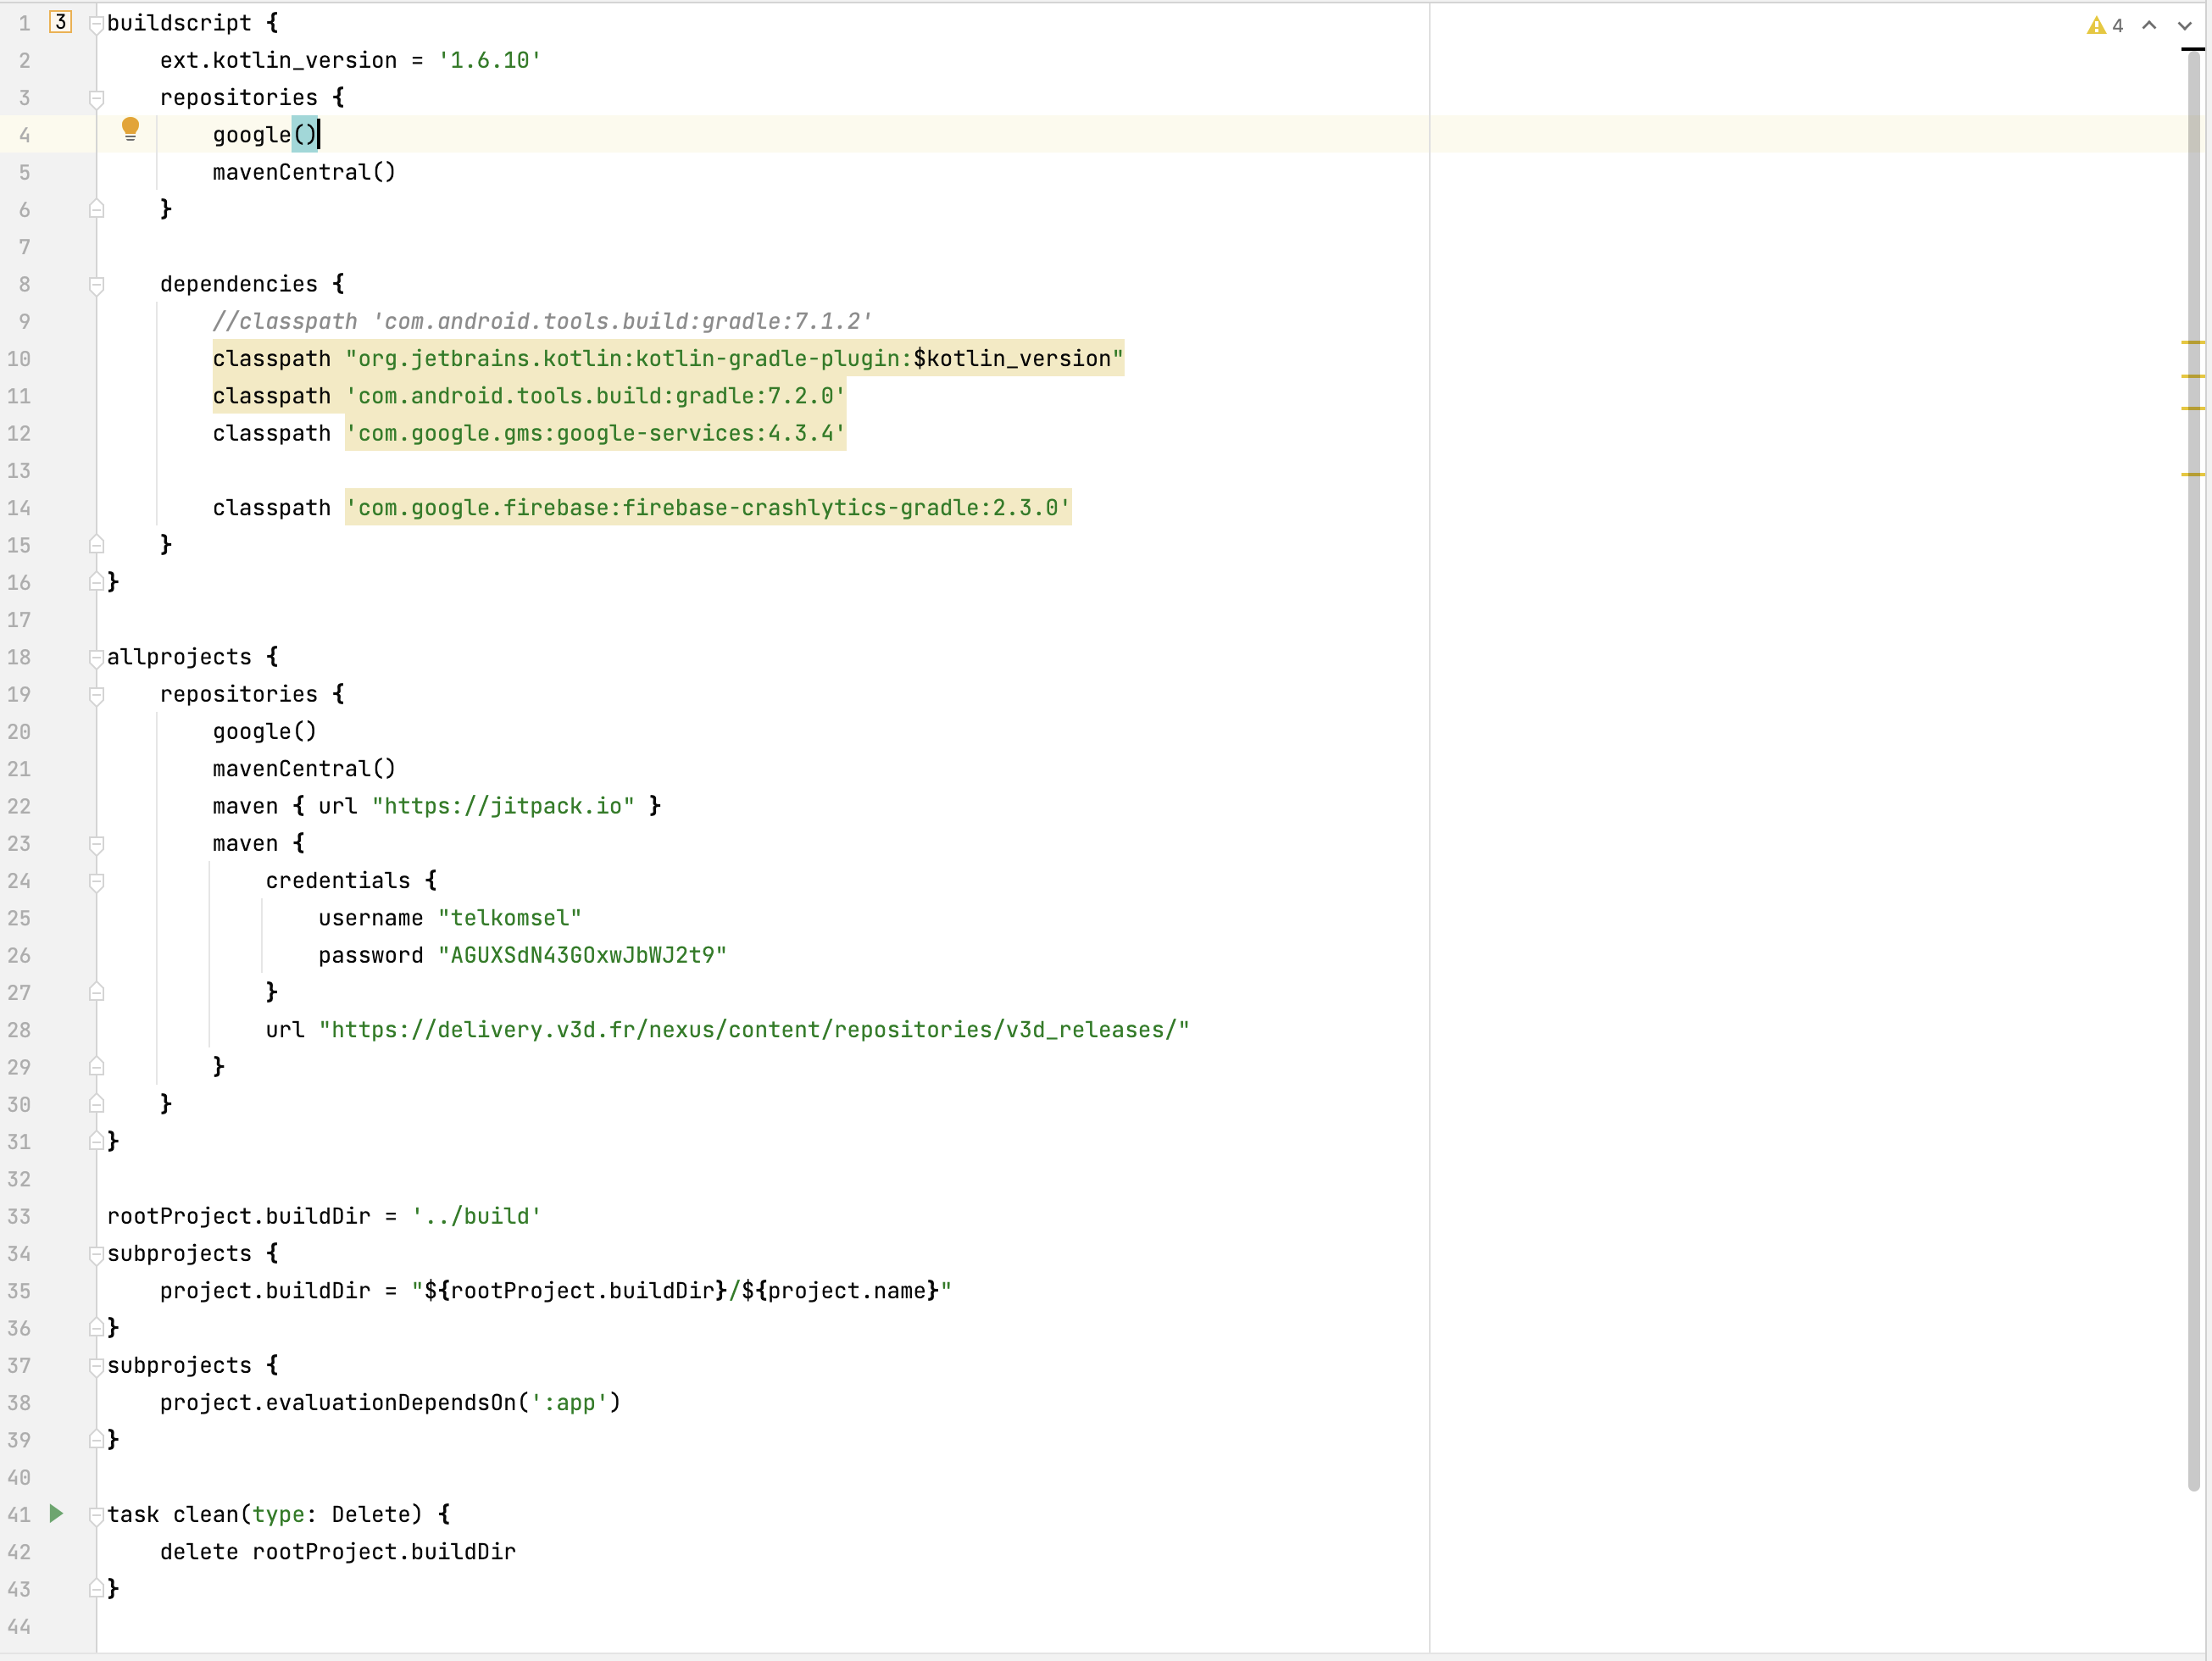 1 3 buildscript { 4
2 ext.kotlin_version = '1.6.10'
3 repositories {
4 google()
5 mavenCentral()
6 }
7
8 dependencies {
9 //classpath 'com.android.tools.build:gradle:7.1.2'
10 classpath "org.jetbrains.kotlin:kotlin-gradle-plugin:$kotlin_version"
11 classpath 'com.android.tools.build:gradle:7.2.0'
12 classpath 'com.google.gms:google-services:4.3.4'
13
14 classpath 'com.google.firebase:firebase-crashlytics-gradle:2.3.0'
15 }
16 }
17
18 allprojects {
19 repositories {
20 google()
21 mavenCentral()
22 maven { url "https://jitpack.io" }
23 maven {
24 credentials {
25 username "telkomsel"
26 password "AGUXSdN43GOxwJbWJ2t9"
27 }
28 url "https://delivery.v3d.fr/nexus/content/repositories/v3d_releases/"
29 }
30 }
31 }
32
33 rootProject.buildDir = '../build'
34 subprojects {
35 project.buildDir = "${rootProject.buildDir}/${project.name}"
36 }
37 subprojects {
38 project.evaluationDependsOn(':app')
39 }
40
41 task clean(type: Delete) {
42 delete rootProject.buildDir
43 }
44